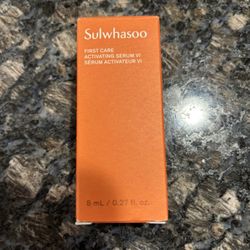 Sulwhasoo
FIRST CARE
ACTIVATING SERUM VI
SÉRUM ACTIVATEUR VI
8 mL / 0.27 fl. oz.